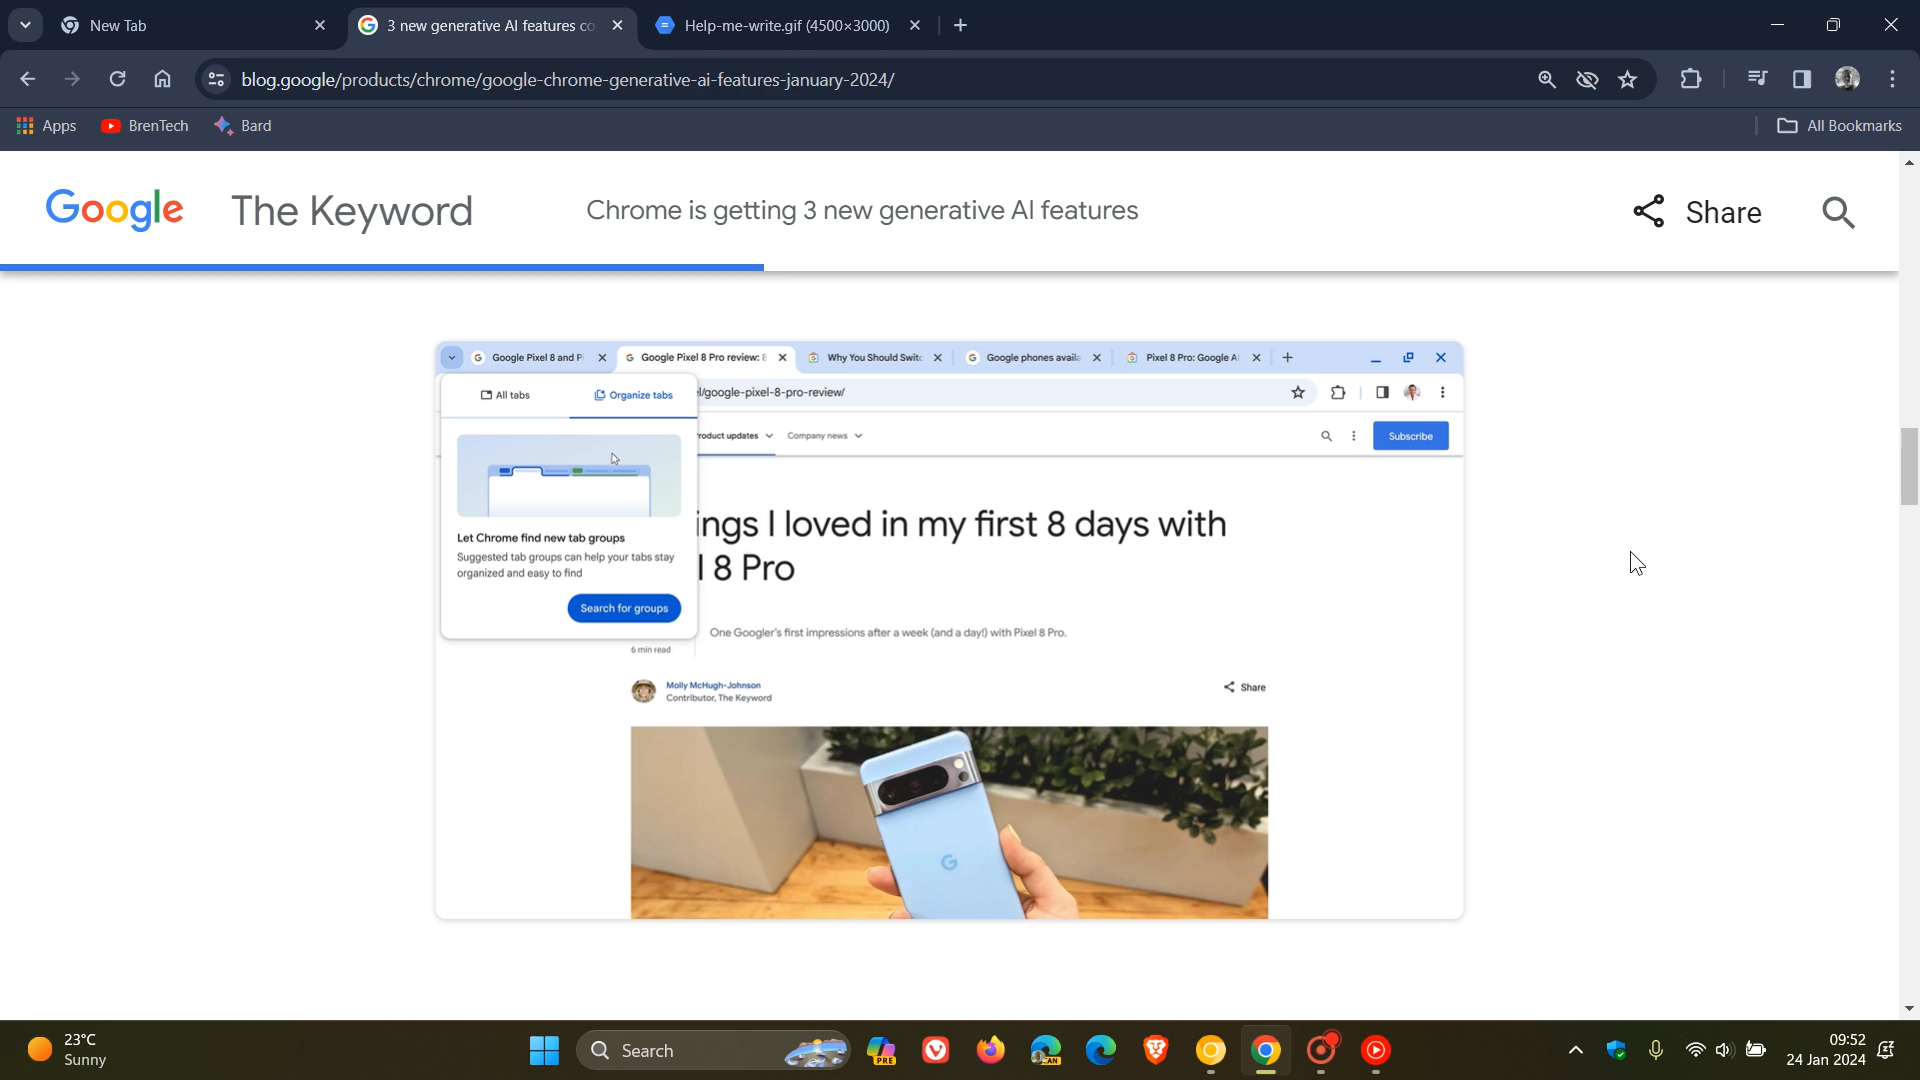 New Tab
3 new generative AI features co
Help-me-write.gif (4500×3000)
blog.google/products/chrome/google-chrome-generative-ai-features-january-2024/
Apps
BrenTech
Bard
All Bookmarks
Google The Keyword
Chrome is getting 3 new generative AI features
Share
Google Pixel 8 and Pi
Google Pixel 8 Pro review: 8
Why You Should Switc
Google phones availa
Pixel 8 Pro: Google AI
All tabs
Organize tabs
l/google-pixel-8-pro-review/
roduct updates
Company news
Subscribe
Let Chrome find new tab groups
Suggested tab groups can help your tabs stay
organized and easy to find
Search for groups
ings I loved in my first 8 days with
l 8 Pro
One Googler's first impressions after a week (and a day!) with Pixel 8 Pro.
6 min read
Molly McHugh-Johnson
Contributor, The Keyword
Share
23°C
Sunny
Search
PRE
CAN
09:52
24 Jan 2024